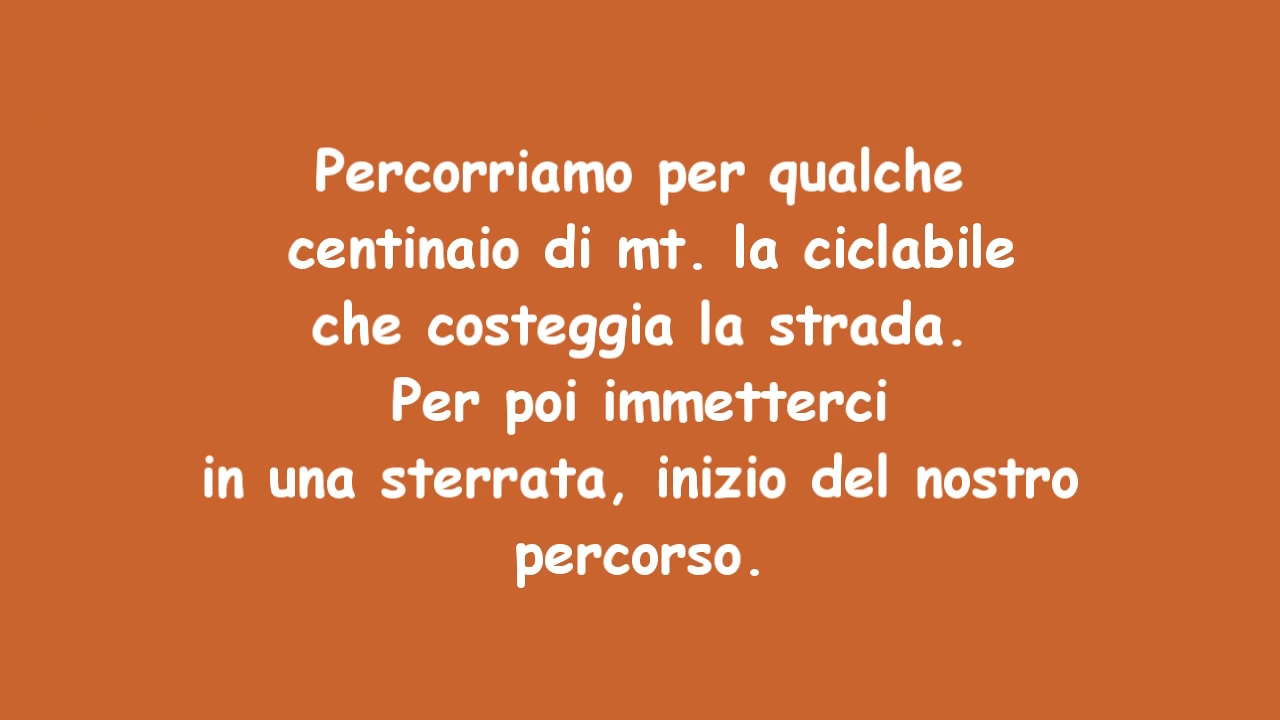 Percorriamo per qualche
centinaio di mt. la ciclabile
che costeggia la strada.
Per poi immetterci
in una sterrata, inizio del nostro
percorso.